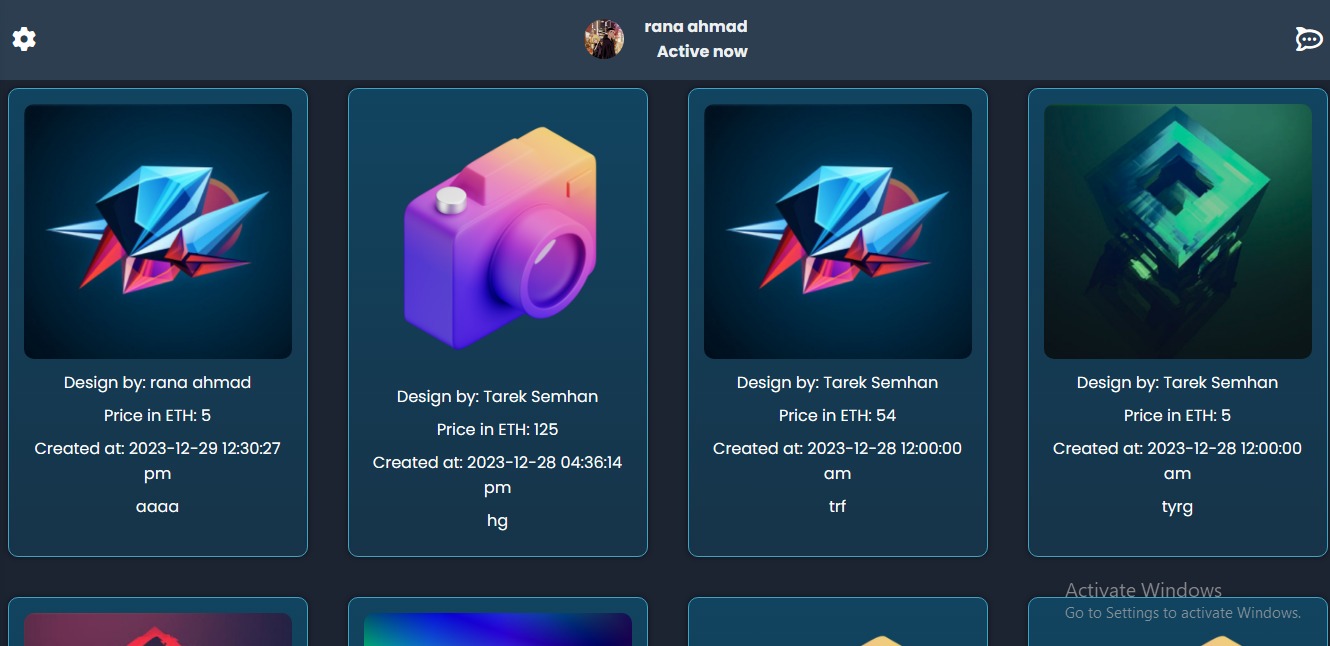 rana ahmad
Active now
Design by: rana ahmad
Price in ETH: 5
Created at: 2023-12-29 12:30:27
pm
aaaa
Design by: Tarek Semhan
Price in ETH: 125
Created at: 2023-12-28 04:36:14
pm
hg
Design by: Tarek Semhan
Price in ETH: 54
Created at: 2023-12-28 12:00:00
am
trf
Design by: Tarek Semhan
Price in ETH: 5
Created at: 2023-12-28 12:00:00
am
tyrg
Activate Windows
Go to Settings to activate Windows.